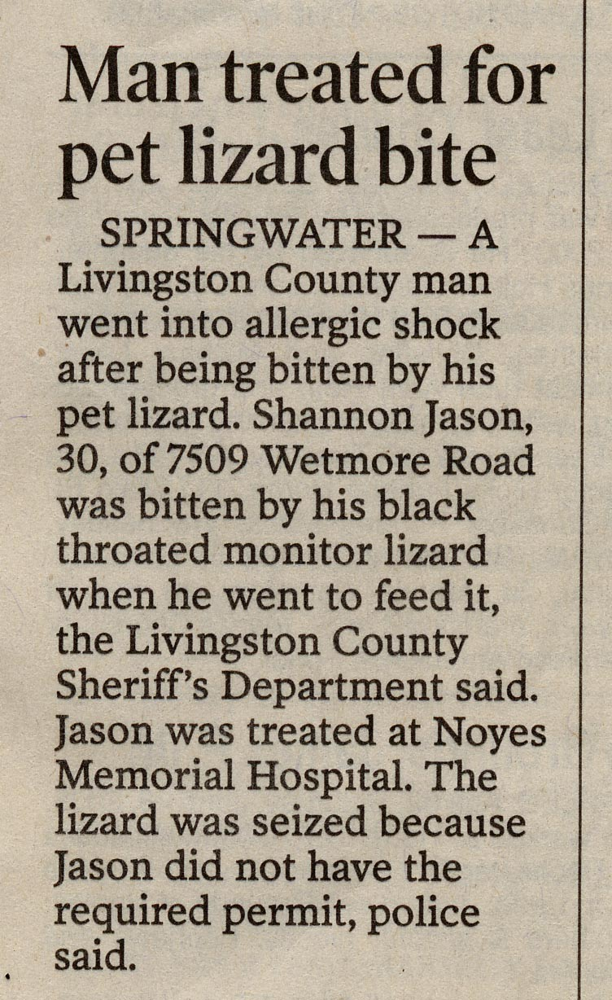 Man treated for
pet lizard bite
SPRINGWATER — A
Livingston County man
went into allergic shock
after being bitten by his
pet lizard. Shannon Jason,
30, of 7509 Wetmore Road
was bitten by his black
throated monitor lizard
when he went to feed it,
the Livingston County
Sheriff's Department said.
Jason was treated at Noyes
Memorial Hospital. The
lizard was seized because
Jason did not have the
required permit, police
said.